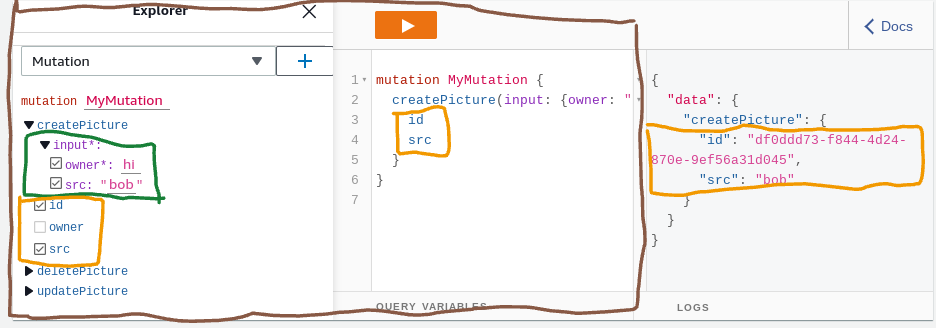 Explorer
Mutation
+
Docs
mutation MyMutation
createPicture
input*:
owner*: hi
src: "bob"
id
owner
src
deletePicture
updatePicture
1 mutation MyMutation {
2 createPicture(input: {owner: "
3 id
4 src
5 }
6 }
7
QUERY VARIABLES
{
"data": {
"createPicture": {
"id": "df0ddd73-f844-4d24-
870e-9ef56a31d045",
"src": "bob"
}
}
}
LOGS